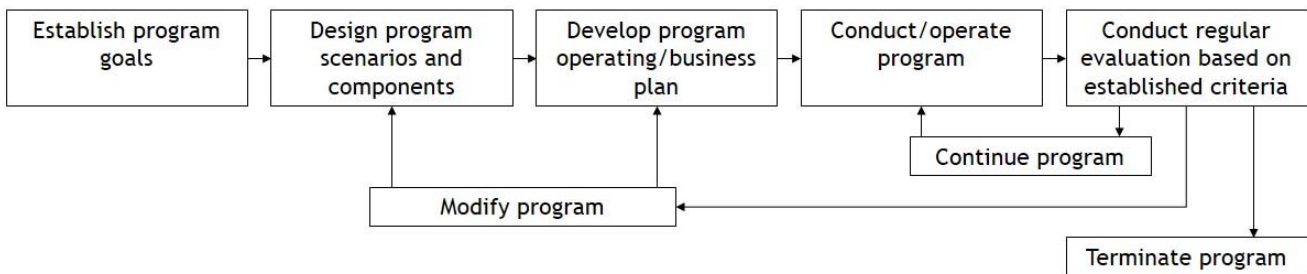 Establish program
goals
Design program
scenarios and
components
Develop program
operating/business
plan
Conduct/operate
program
Conduct regular
evaluation based on
established criteria
Continue program
Modify program
Terminate program